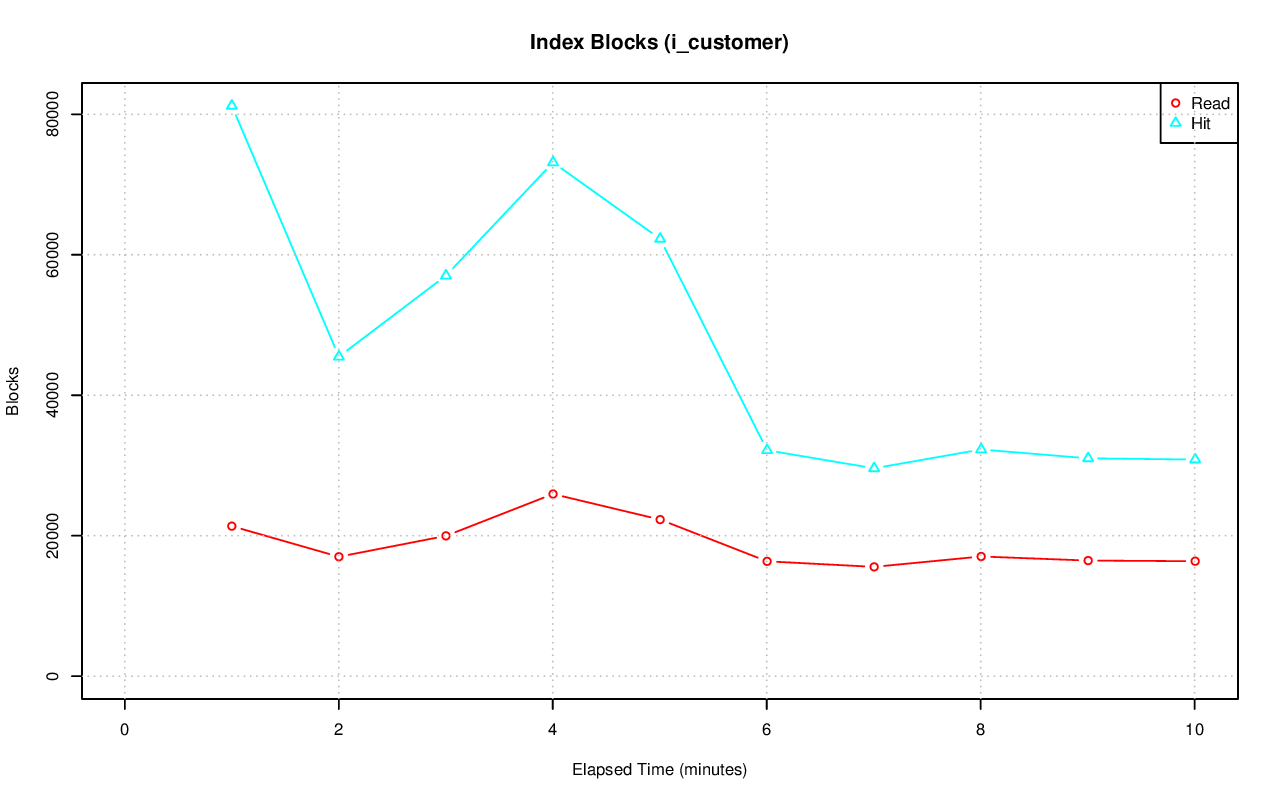 Index Blocks (i_customer)
Read
Hit
Blocks
80000
60000
40000
20000
0
0 2 4 6 8 10
Elapsed Time (minutes)